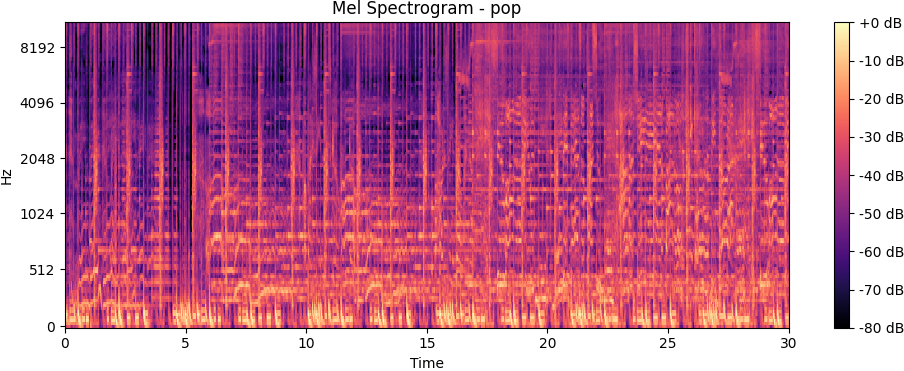 Mel Spectrogram - pop
Hz
8192
4096
2048
1024
512
0
0 5 10 15 20 25 30
Time
+0 dB
-10 dB
-20 dB
-30 dB
-40 dB
-50 dB
-60 dB
-70 dB
-80 dB